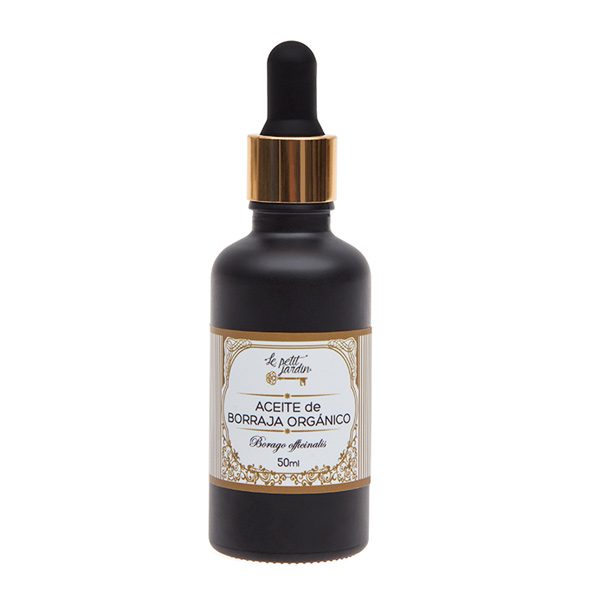 Le petit
jardin
ACEITE de
BORRAJA ORGÁNICO
Borago officinalis
50ml